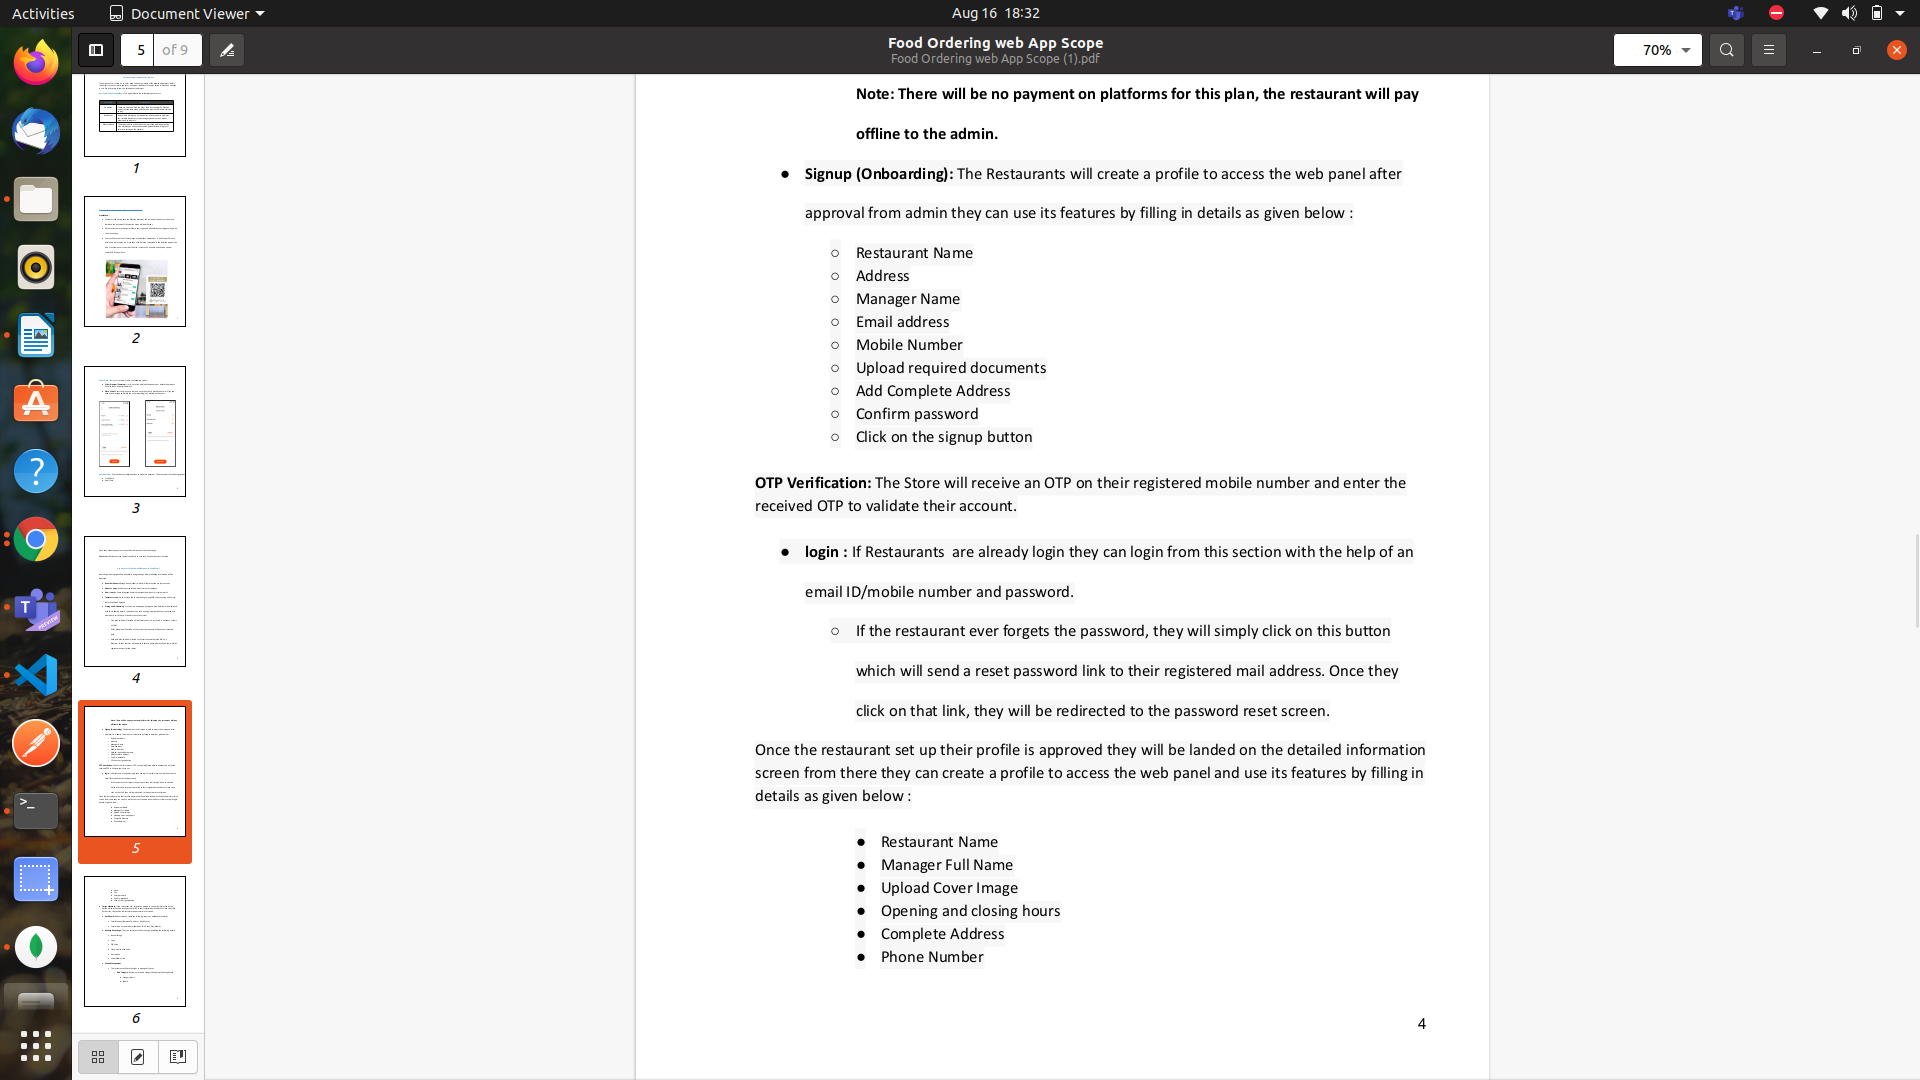 Activities
Document Viewer
Aug 16 18:32
5
of 9
Food Ordering web App Scope
Food Ordering web App Scope (1).pdf
70%
1
2
3
4
5
6
Note: There will be no payment on platforms for this plan, the restaurant will pay
offline to the admin.
● Signup (Onboarding): The Restaurants will create a profile to access the web panel after
approval from admin they can use its features by filling in details as given below :
○ Restaurant Name
○ Address
○ Manager Name
○ Email address
○ Mobile Number
○ Upload required documents
○ Add Complete Address
○ Confirm password
○ Click on the signup button
OTP Verification: The Store will receive an OTP on their registered mobile number and enter the
received OTP to validate their account.
● login : If Restaurants  are already login they can login from this section with the help of an
email ID/mobile number and password.
○ If the restaurant ever forgets the password, they will simply click on this button
which will send a reset password link to their registered mail address. Once they
click on that link, they will be redirected to the password reset screen.
Once the restaurant set up their profile is approved they will be landed on the detailed information
screen from there they can create a profile to access the web panel and use its features by filling in
details as given below :
● Restaurant Name
● Manager Full Name
● Upload Cover Image
● Opening and closing hours
● Complete Address
● Phone Number
4